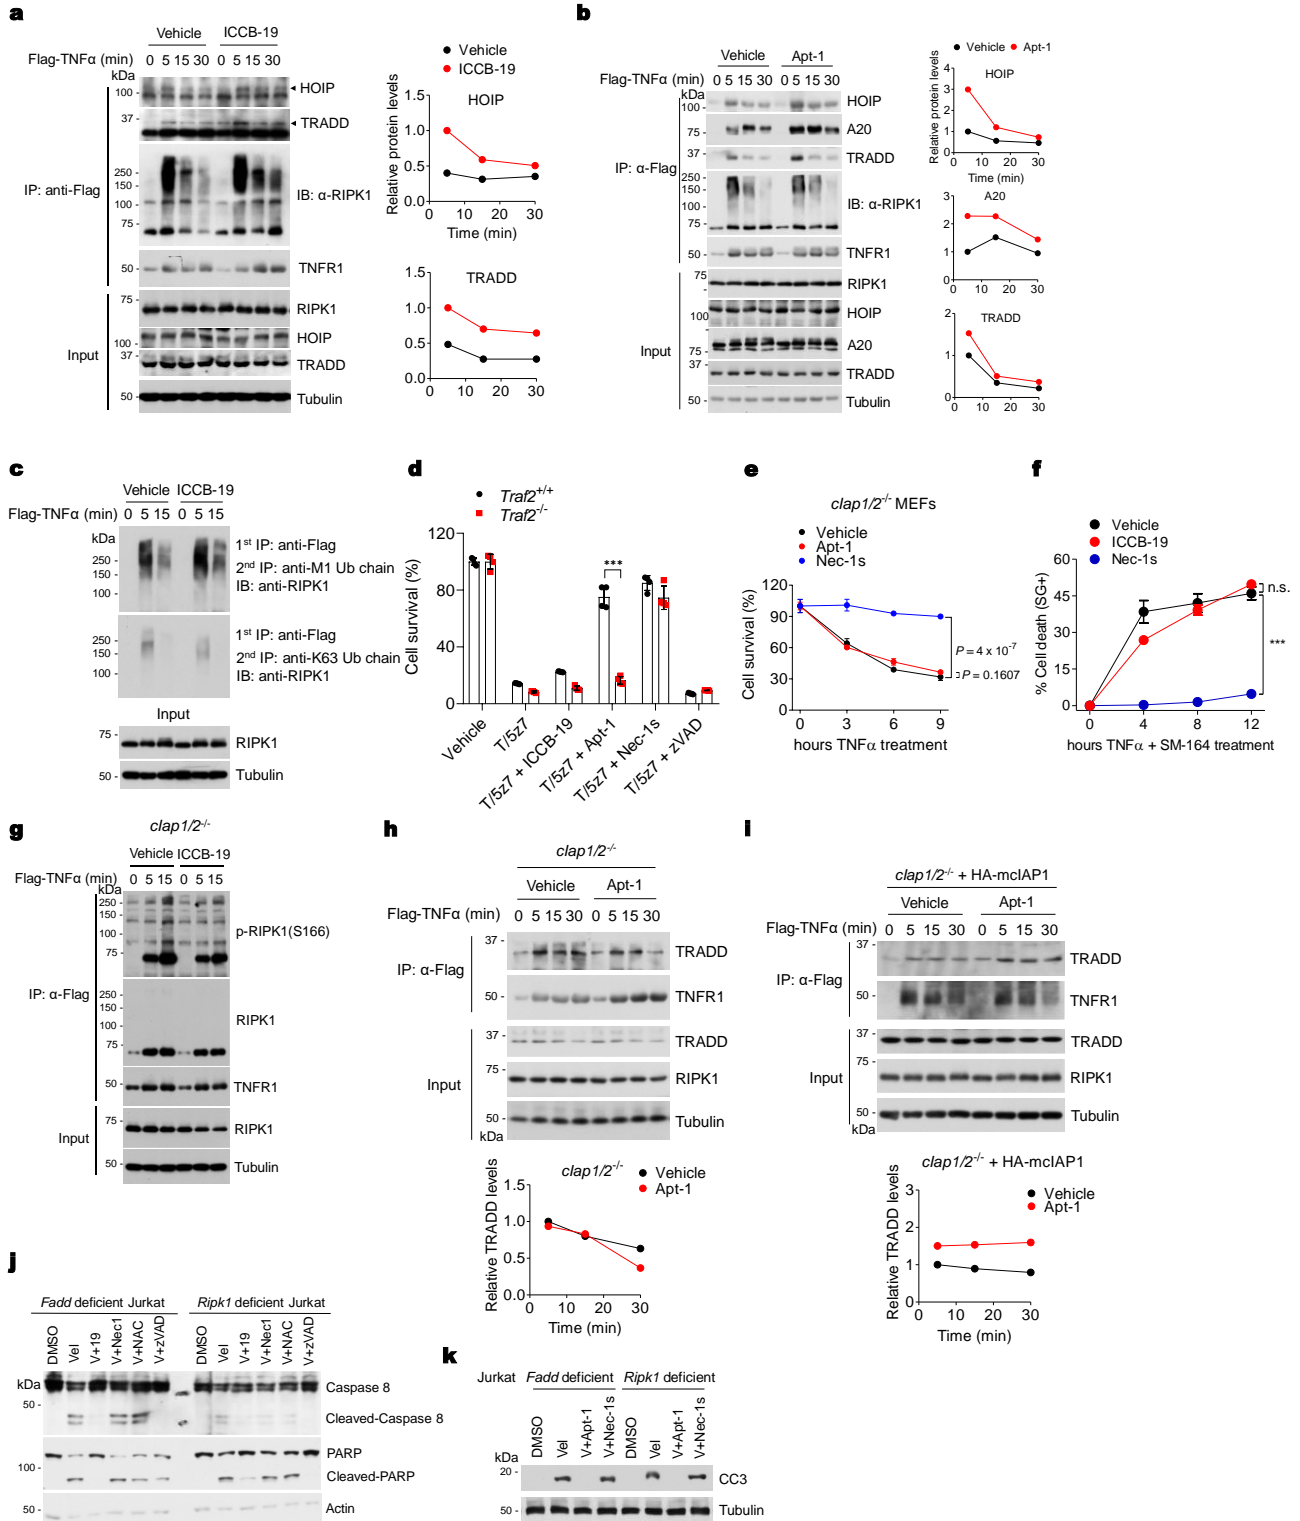 a
Vehicle ICCB-19
Flag-TNFα (min) 0 5 15 30 0 5 15 30
kDa
100
HOIP
37
TRADD
IP: anti-Flag
250
150
100
75
IB: α-RIPK1
50
TNFR1
Input
75
RIPK1
100
HOIP
37
TRADD
50
Tubulin
Vehicle
ICCB-19
HOIP
Relative protein levels
1.5
1.0
0.5
0.0
0 10 20 30
Time (min)
TRADD
1.5
1.0
0.5
0.0
0 10 20 30
b
Vehicle Apt-1
Flag-TNFα (min) 0 5 15 30 0 5 15 30
kDa
100
HOIP
75
A20
37
TRADD
IP: α-Flag
250
150
100
75
IB: α-RIPK1
50
TNFR1
Input
75
RIPK1
100
HOIP
75
A20
37
TRADD
50
Tubulin
Vehicle Apt-1
HOIP
Relative protein levels
4
3
2
1
0
0 10 20 30
Time (min)
A20
3
2
1
0
0 10 20 30
TRADD
2
1
0
0 10 20 30
c
Vehicle ICCB-19
Flag-TNFα (min) 0 5 15 0 5 15
kDa
250
150
100
1st IP: anti-Flag
2nd IP: anti-M1 Ub chain
IB: anti-RIPK1
250
150
100
1st IP: anti-Flag
2nd IP: anti-K63 Ub chain
IB: anti-RIPK1
Input
75
RIPK1
50
Tubulin
d
Traf2+/+
Traf2-/-
Cell survival (%)
120
80
40
0
***
Vehicle
T/5z7
T/5z7 + ICCB-19
T/5z7 + Apt-1
T/5z7 + Nec-1s
T/5z7 + zVAD
e
cIap1/2-/- MEFs
Vehicle
Apt-1
Nec-1s
Cell survival (%)
120
90
60
30
0
P = 4 x 10-7
P = 0.1607
0 3 6 9
hours TNFα treatment
f
Vehicle
ICCB-19
Nec-1s
% Cell death (SG+)
60
45
30
15
0
n.s.
***
0 4 8 12
hours TNFα + SM-164 treatment
g
cIap1/2-/-
Vehicle ICCB-19
Flag-TNFα (min) 0 5 15 0 5 15
kDa
250
150
100
75
p-RIPK1(S166)
IP: α-Flag
250
150
100
75
RIPK1
50
TNFR1
Input
75
RIPK1
50
Tubulin
h
cIap1/2-/-
Vehicle Apt-1
Flag-TNFα (min) 0 5 15 30 0 5 15 30
37
TRADD
IP: α-Flag
50
TNFR1
37
TRADD
75
Input
RIPK1
50
Tubulin
kDa
cIap1/2-/-
Vehicle
Apt-1
Relative TRADD levels
1.5
1.0
0.5
0.0
0 10 20 30
Time (min)
i
cIap1/2-/- + HA-mcIAP1
Vehicle Apt-1
Flag-TNFα (min) 0 5 15 30 0 5 15 30
37
TRADD
IP: α-Flag
50
TNFR1
37
TRADD
75
Input
RIPK1
50
Tubulin
kDa
cIap1/2-/- + HA-mcIAP1
Vehicle
Apt-1
Relative TRADD levels
3
2
1
0
0 10 20 30
Time (min)
j
Fadd deficient Jurkat Ripk1 deficient Jurkat
DMSO Vel V+19 V+Nec1 V+NAC V+zVAD DMSO Vel V+19 V+Nec1 V+NAC V+zVAD
kDa
Caspase 8
50
Cleaved-Caspase 8
PARP
100
Cleaved-PARP
50
Actin
k
Jurkat Fadd deficient Ripk1 deficient
DMSO Vel V+Apt-1 V+Nec-1s DMSO Vel V+Apt-1 V+Nec-1s
kDa
20
CC3
50
Tubulin